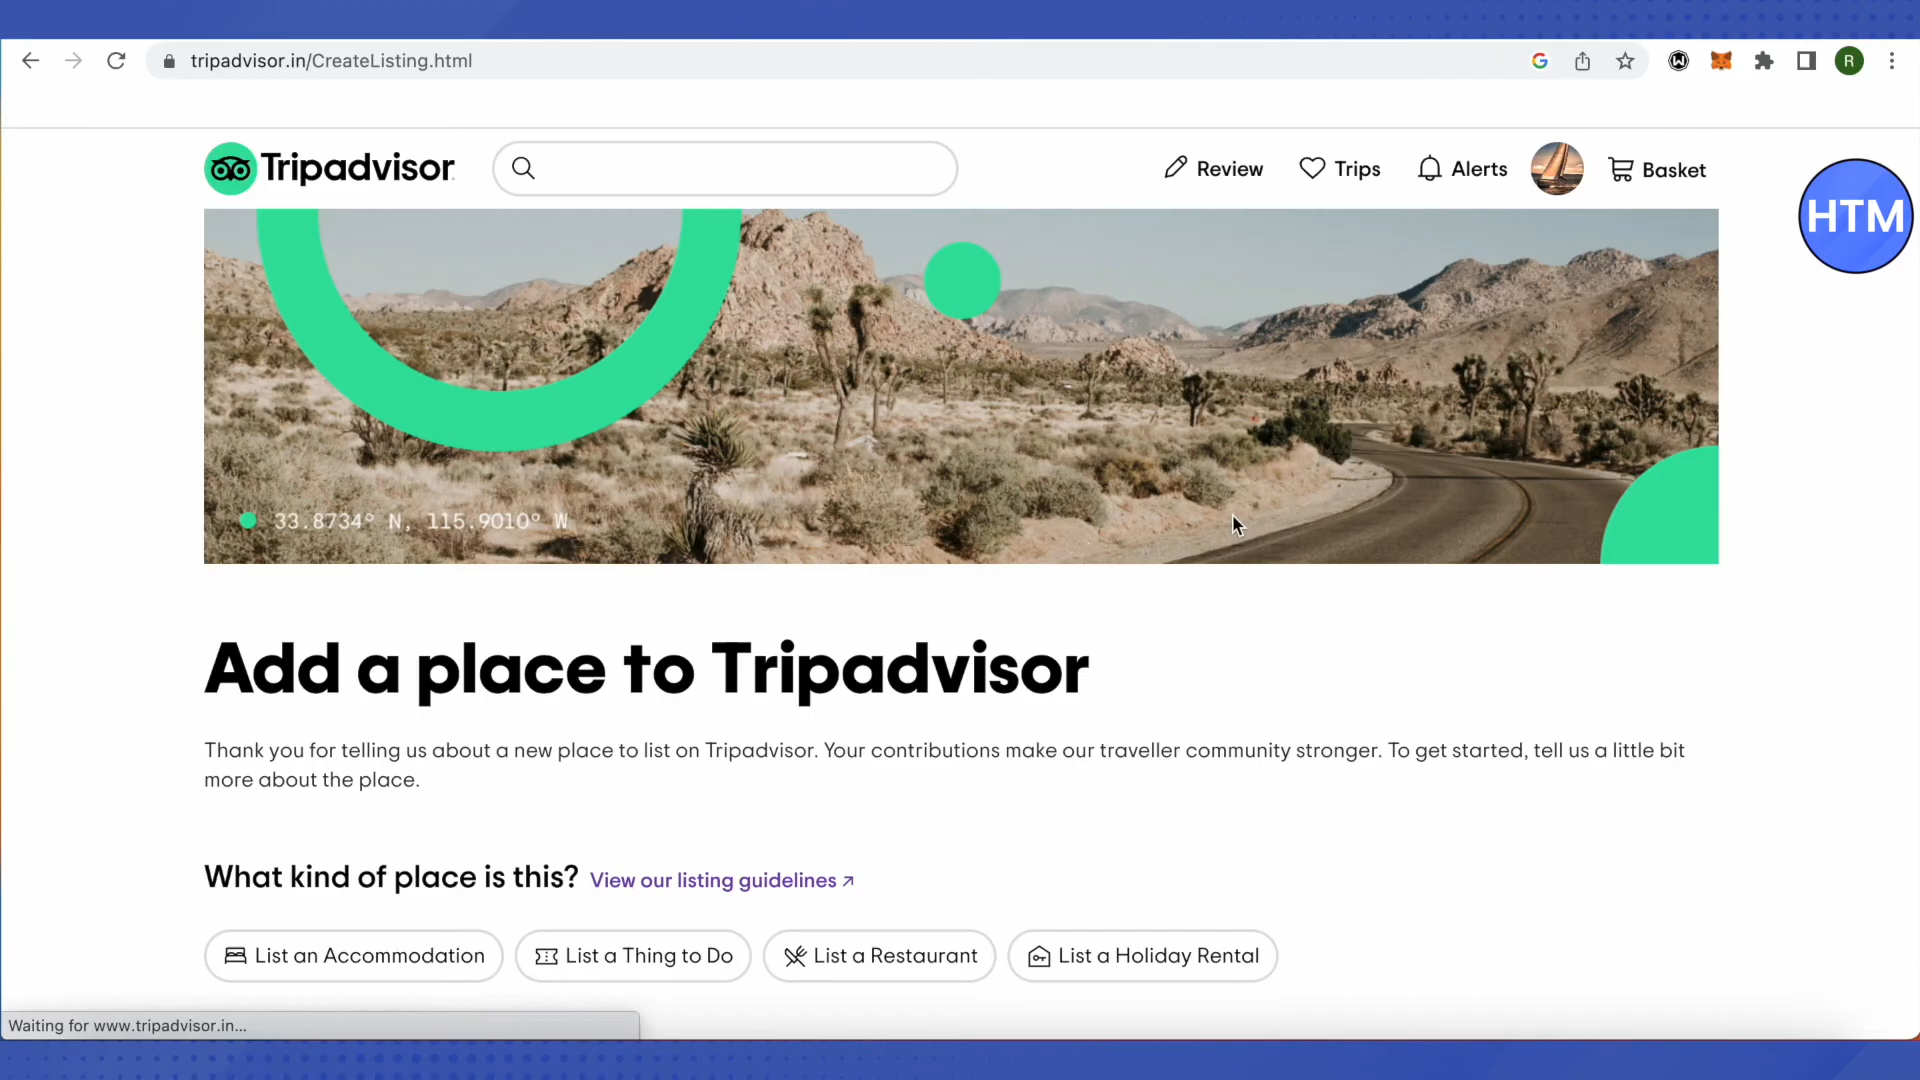 tripadvisor.in/CreateListing.html
R
Tripadvisor
Review
Trips
Alerts
Basket
HTM
33.8734° N, 115.9010° W
Add a place to Tripadvisor
Thank you for telling us about a new place to list on Tripadvisor. Your contributions make our traveller community stronger. To get started, tell us a little bit
more about the place.
What kind of place is this? View our listing guidelines ↗
List an Accommodation
List a Thing to Do
List a Restaurant
List a Holiday Rental
Waiting for www.tripadvisor.in...